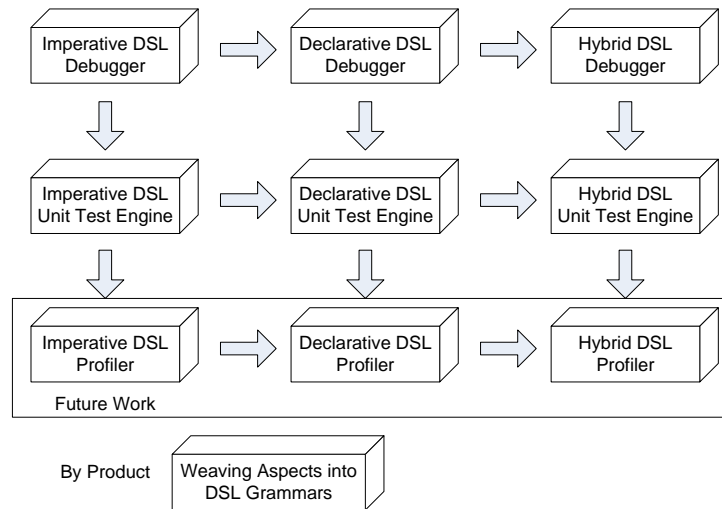 Imperative DSL
Debugger
Declarative DSL
Debugger
Hybrid DSL
Debugger
Imperative DSL
Unit Test Engine
Declarative DSL
Unit Test Engine
Hybrid DSL
Unit Test Engine
Imperative DSL
Profiler
Declarative DSL
Profiler
Hybrid DSL
Profiler
Future Work
By Product
Weaving Aspects into
DSL Grammars